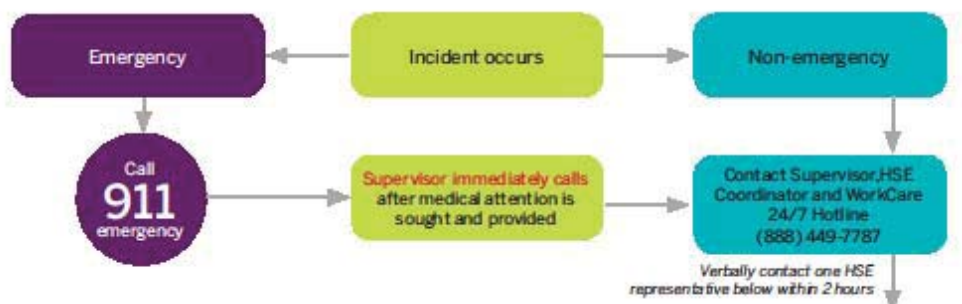 Emergency
Incident occurs
Non-emergency
Call
911
emergency
Supervisor immediately calls
after medical attention is
sought and provided
Contact Supervisor,HSE
Coordinator and WorkCare
24/7 Hotline
(888) 449-7787
Verbally contact one HSE
representative below within 2 hours